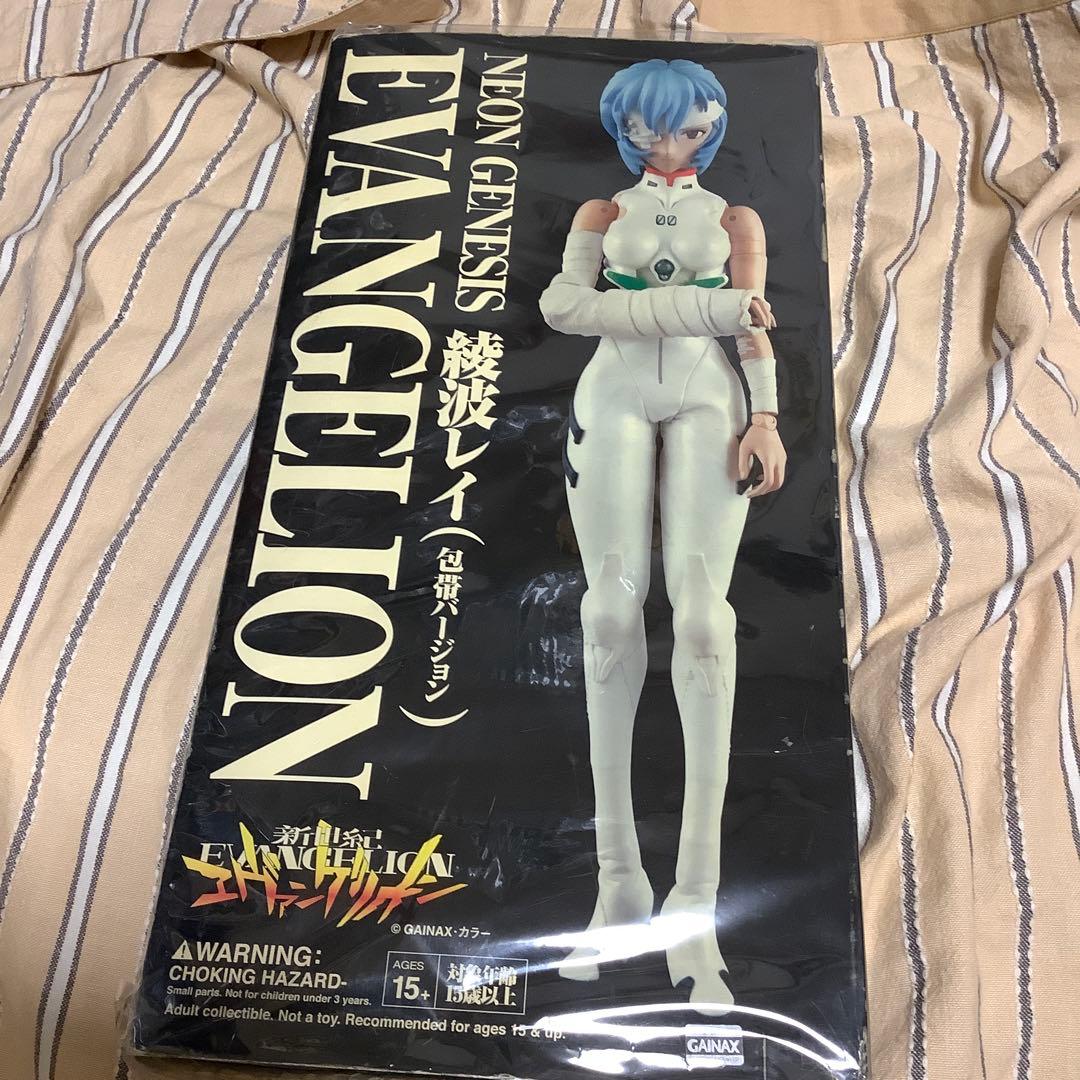 NEON GENESIS
EVANGELION
綾波レイ(包帯バージョン)
00
新世紀
EVANGELION
エヴァンゲリオン
© GAINAX・カラー
⚠WARNING:
CHOKING HAZARD-
Small parts. Not for children under 3 years.
AGES
15+
対象年齢
15歳以上
Adult collectible. Not a toy. Recommended for ages 15 & up.
GAINAX